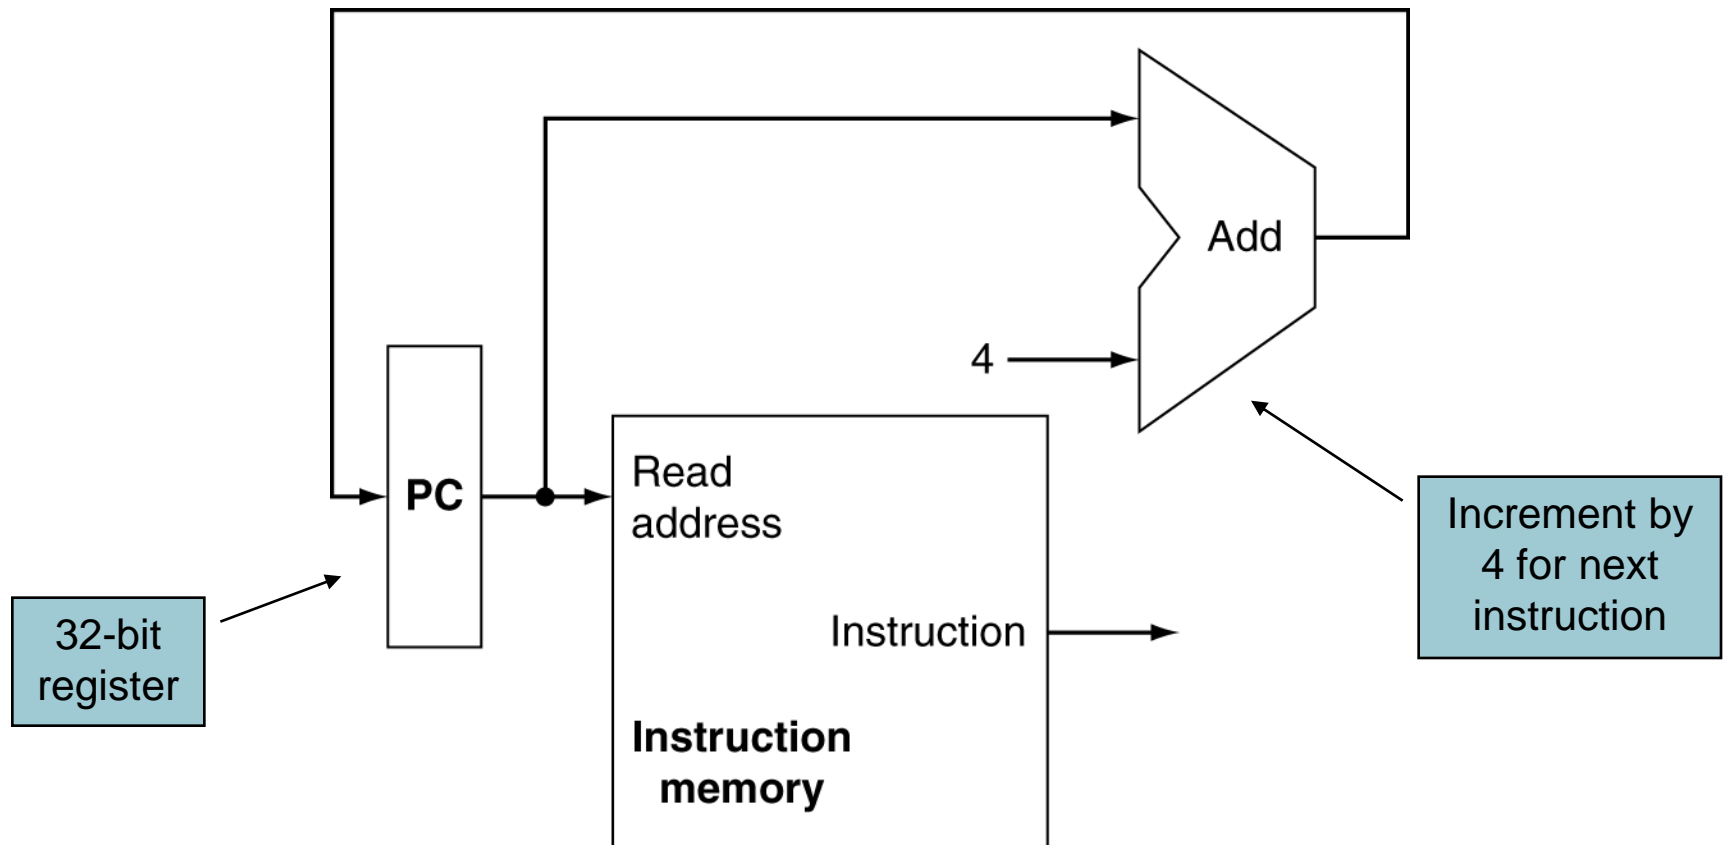 Add
4
PC
Read
address
Increment by
4 for next
instruction
32-bit
register
Instruction
Instruction
memory